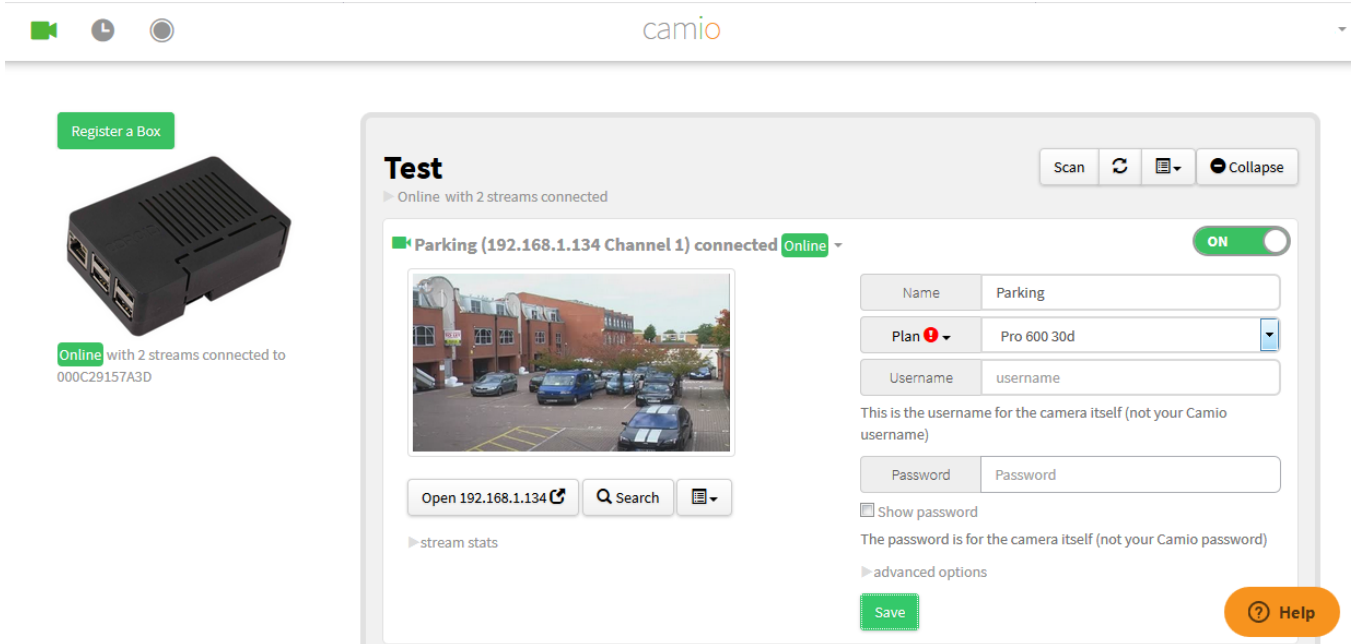 camio
Register a Box
Online with 2 streams connected to
000C29157A3D
Test
Online with 2 streams connected
Scan
Collapse
Parking (192.168.1.134 Channel 1) connected Online
ON
Open 192.168.1.134
Search
stream stats
Name Parking
Plan Pro 600 30d
Username username
This is the username for the camera itself (not your Camio
username)
Password Password
Show password
The password is for the camera itself (not your Camio password)
advanced options
Save
Help